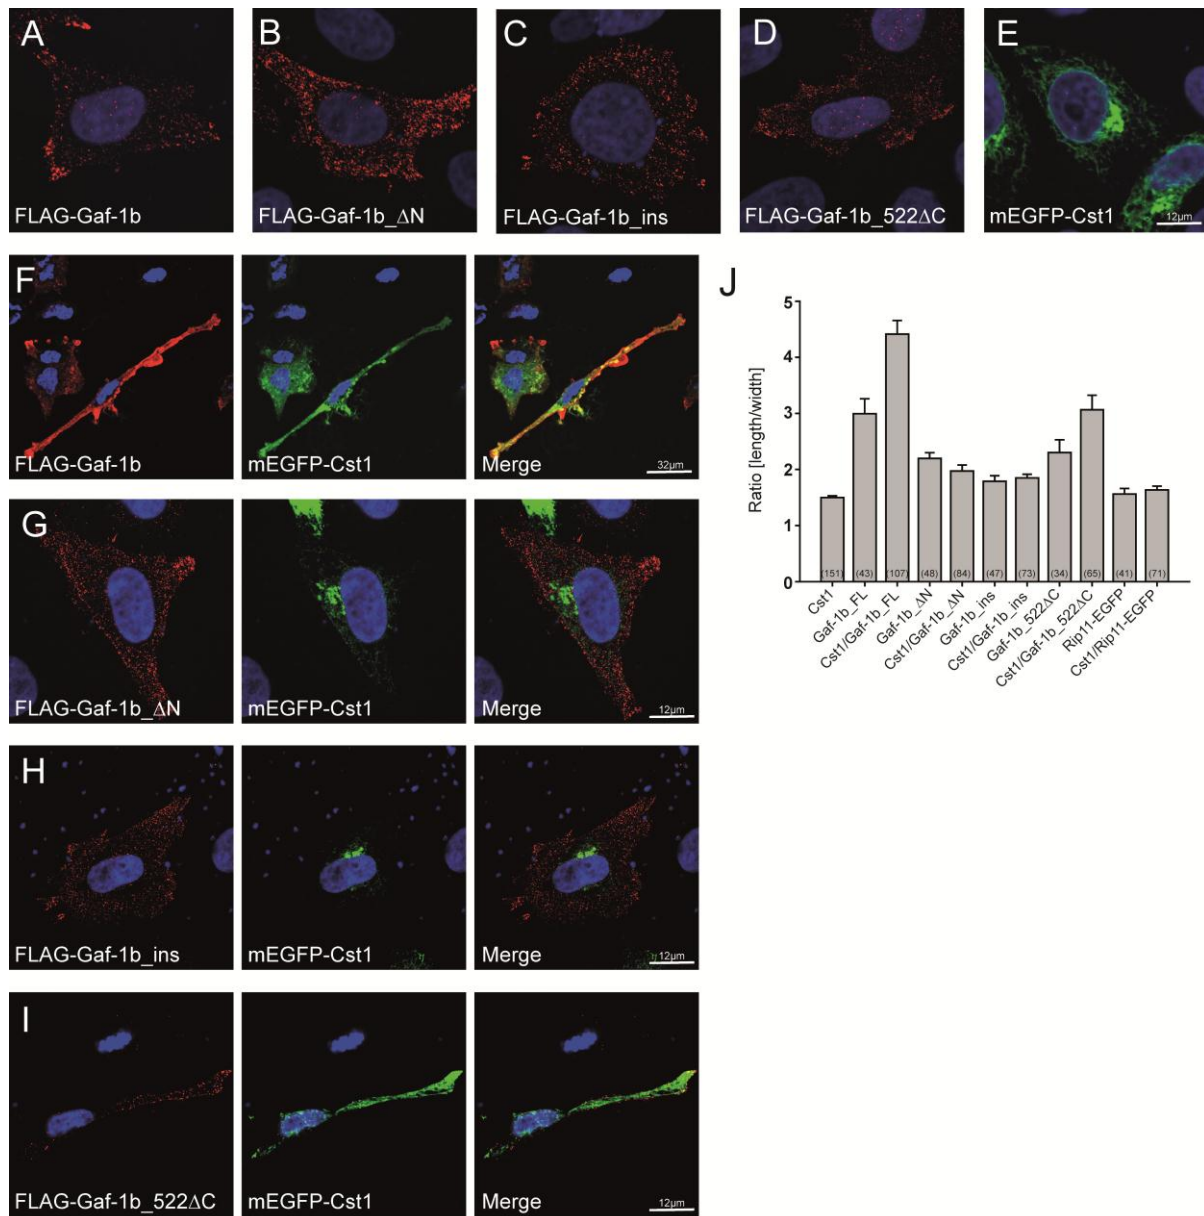 A
FLAG-Gaf-1b
B
FLAG-Gaf-1b_ΔN
C
FLAG-Gaf-1b_ins
D
FLAG-Gaf-1b_522ΔC
E
mEGFP-Cst1
12µm
F
FLAG-Gaf-1b
mEGFP-Cst1
Merge
32µm
G
FLAG-Gaf-1b_ΔN
mEGFP-Cst1
Merge
12µm
H
FLAG-Gaf-1b_ins
mEGFP-Cst1
Merge
12µm
I
FLAG-Gaf-1b_522ΔC
mEGFP-Cst1
Merge
12µm
J
Ratio [length/width]
5
4
3
2
1
0
(151)
(43)
(107)
(48)
(84)
(47)
(73)
(34)
(65)
(41)
(71)
Cst1
Gaf-1b_FL
Cst1/Gaf-1b_FL
Gaf-1b_ΔN
Cst1/Gaf-1b_ΔN
Gaf-1b_ins
Cst1/Gaf-1b_ins
Gaf-1b_522ΔC
Cst1/Gaf-1b_522ΔC
Rip11-EGFP
Cst1/Rip11-EGFP